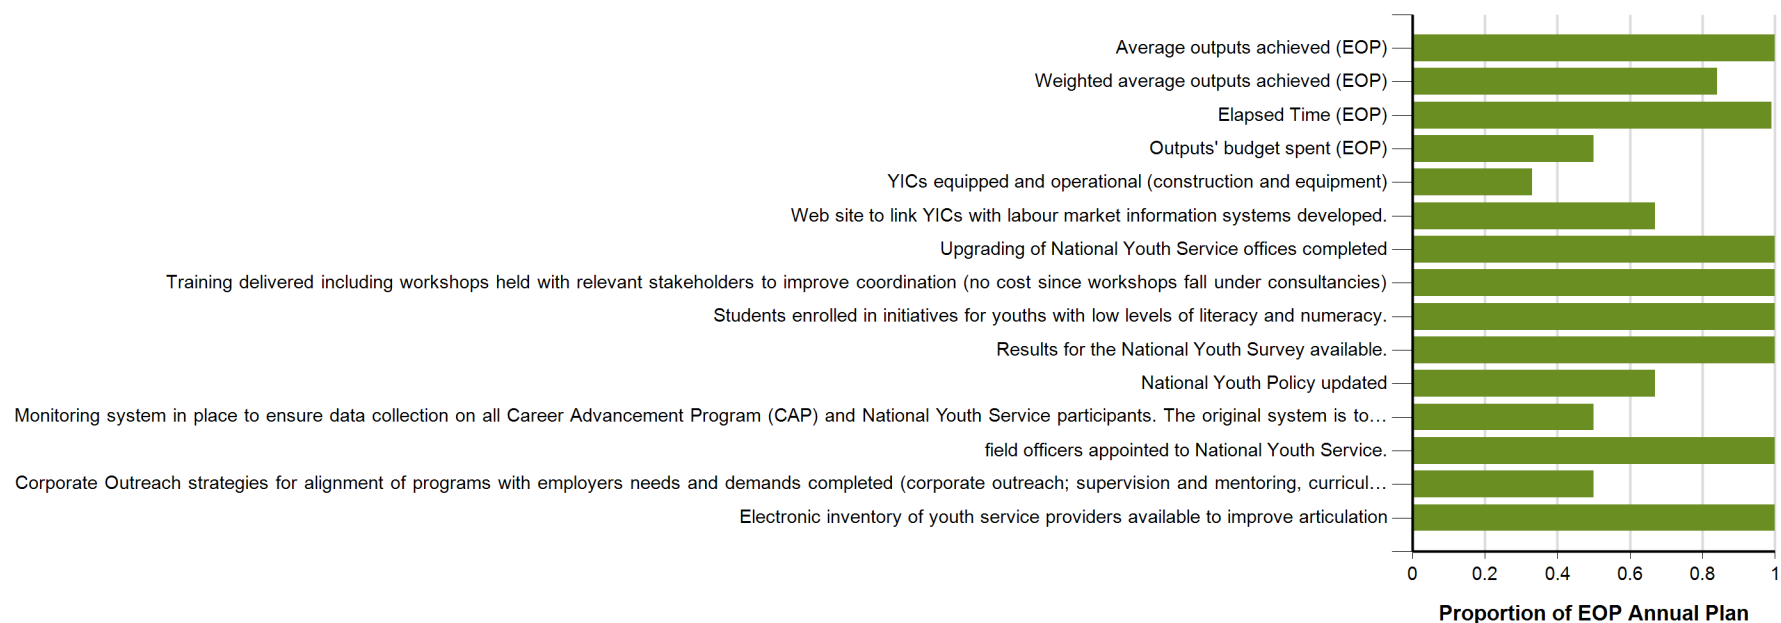 Average outputs achieved (EOP)
Weighted average outputs achieved (EOP)
Elapsed Time (EOP)
Outputs' budget spent (EOP)
YICs equipped and operational (construction and equipment)
Web site to link YICs with labour market information systems developed.
Upgrading of National Youth Service offices completed
Training delivered including workshops held with relevant stakeholders to improve coordination (no cost since workshops fall under consultancies)
Students enrolled in initiatives for youths with low levels of literacy and numeracy.
Results for the National Youth Survey available.
National Youth Policy updated
Monitoring system in place to ensure data collection on all Career Advancement Program (CAP) and National Youth Service participants. The original system is to…
field officers appointed to National Youth Service.
Corporate Outreach strategies for alignment of programs with employers needs and demands completed (corporate outreach; supervision and mentoring, curricul…
Electronic inventory of youth service providers available to improve articulation
0 0.2 0.4 0.6 0.8 1
Proportion of EOP Annual Plan